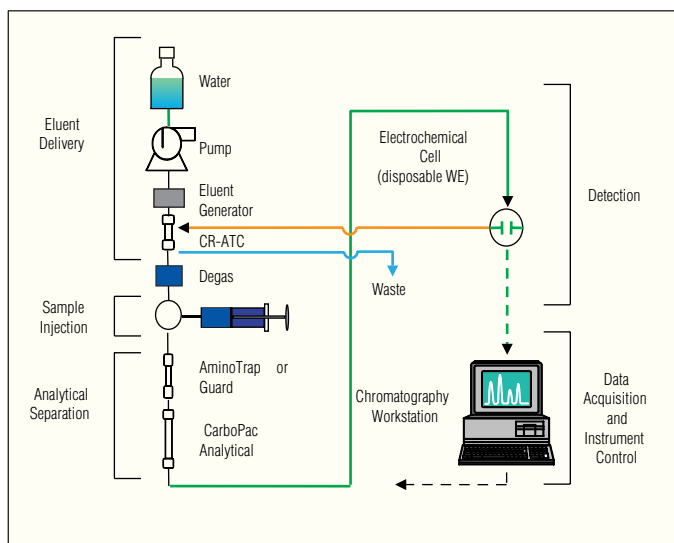 Water
Eluent
Delivery
Pump
Eluent
Generator
CR-ATC
Degas
Sample
Injection
AminoTrap or
Guard
Analytical
Separation
CarboPac
Analytical
Electrochemical
Cell
(disposable WE)
Detection
Waste
Chromatography
Workstation
Data
Acquisition
and
Instrument
Control